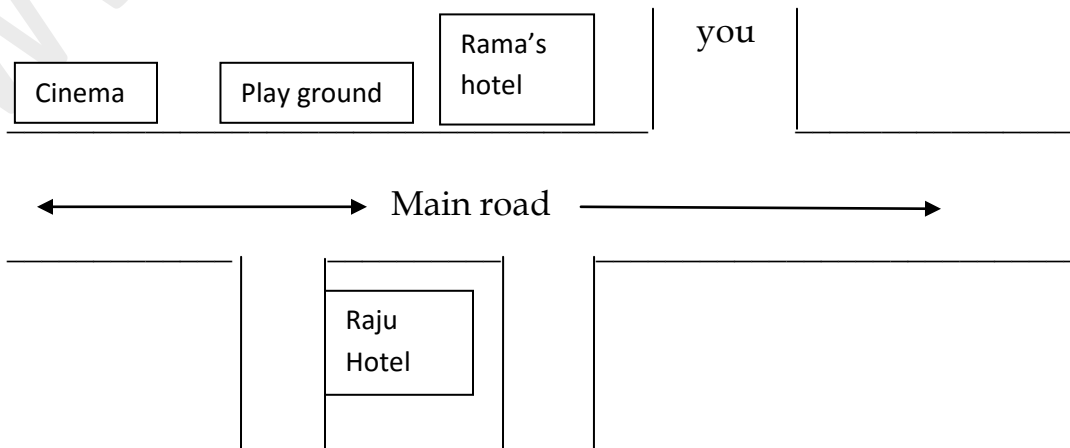 you
Rama’s
hotel
Cinema
Play ground
Main road
Raju
Hotel